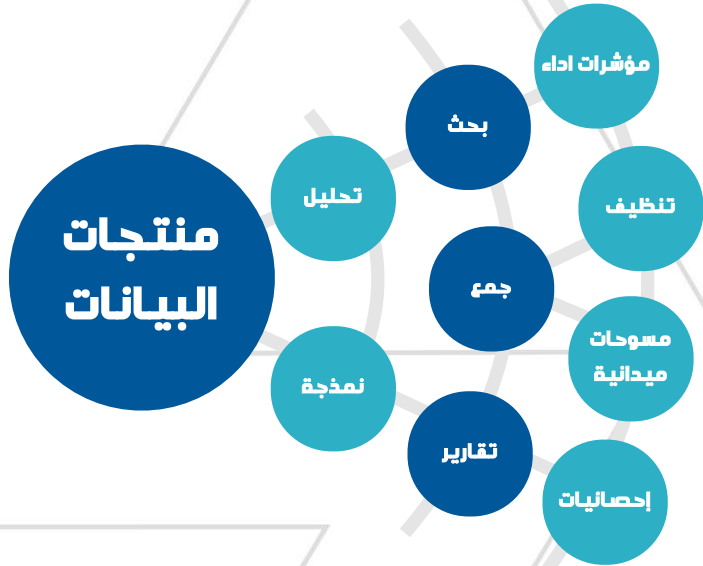 مؤشرات اداء
بحث
تحليل
تنظيف
منتجات
البيانات
جمع
مسوحات
ميدانية
نمذجة
تقارير
إحصائيات